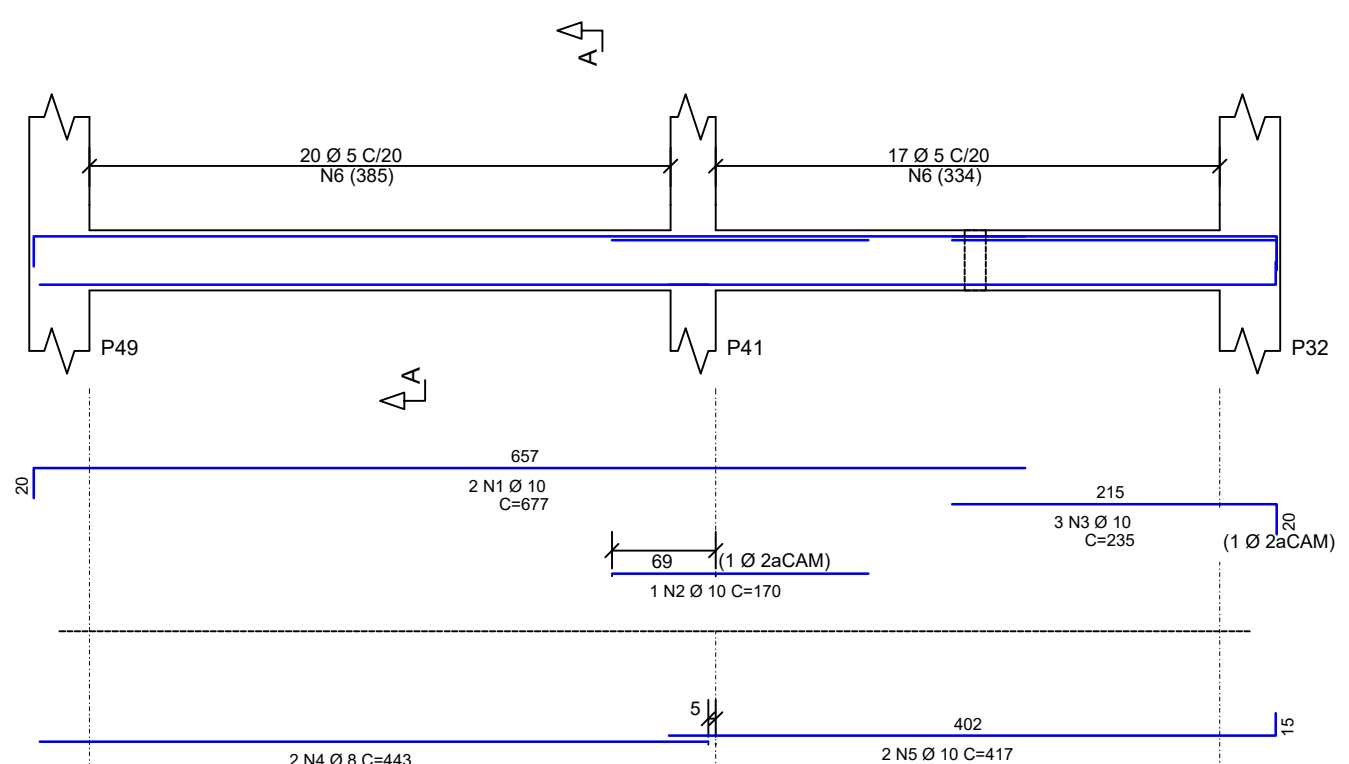 A
20 Ø 5 C/20
N6 (385)
17 Ø 5 C/20
N6 (334)
P49
P41
P32
A
657
20
2 N1 Ø 10
C=677
215
20
3 N3 Ø 10
C=235
(1 Ø 2aCAM)
69
(1 Ø 2aCAM)
1 N2 Ø 10 C=170
5
402
15
2 N4 Ø 8 C=443
2 N5 Ø 10 C=417